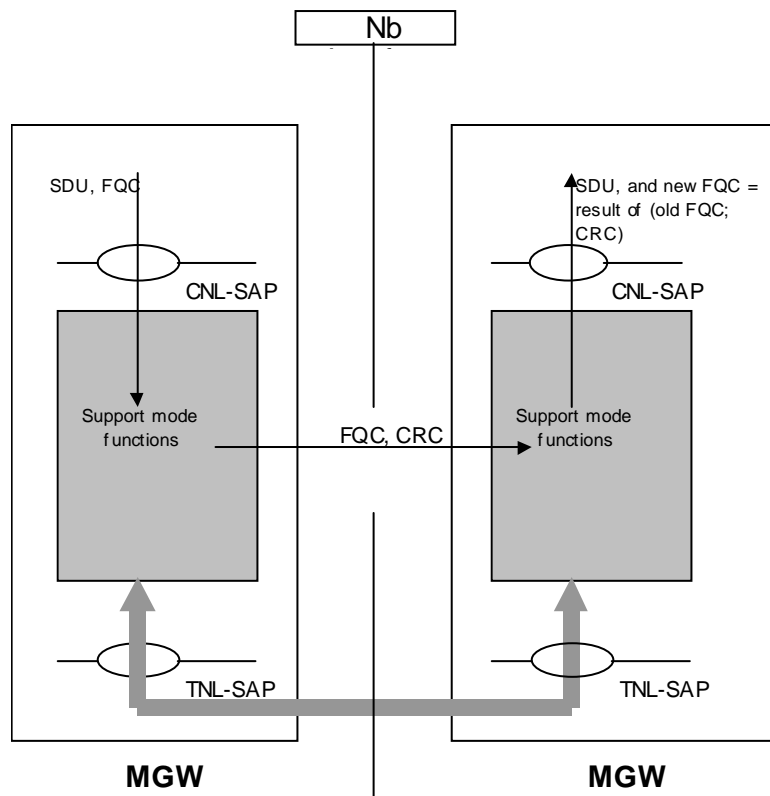 Nb
SDU, FQC
SDU, and new FQC =
result of (old FQC;
CRC)
CNL-SAP
CNL-SAP
Support mode
functions
FQC, CRC
Support mode
functions
TNL-SAP
TNL-SAP
MGW
MGW